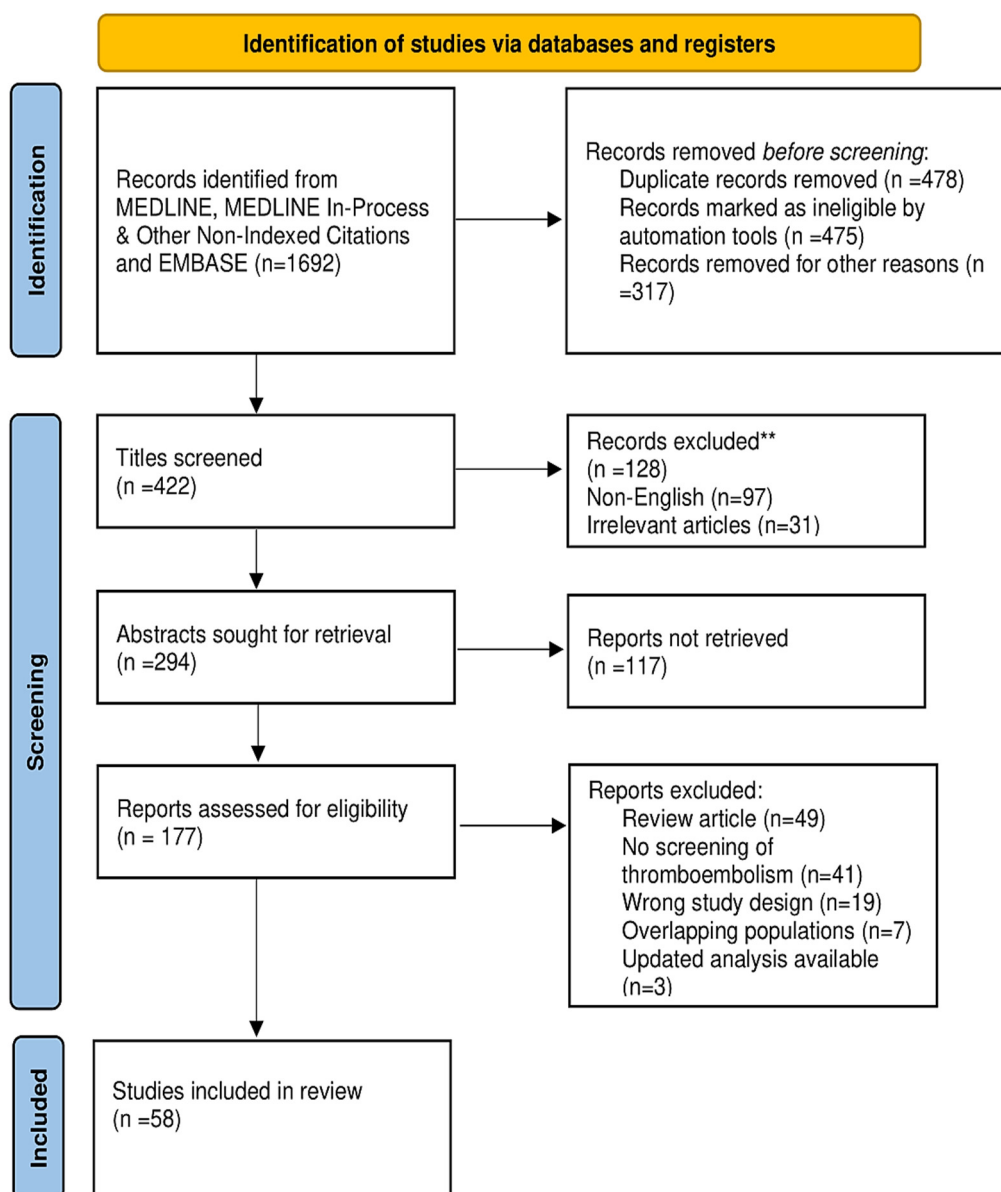 Identification of studies via databases and registers
Identification
Records identified from
MEDLINE, MEDLINE In-Process
& Other Non-Indexed Citations
and EMBASE (n=1692)
Records removed before screening:
Duplicate records removed (n =478)
Records marked as ineligible by
automation tools (n =475)
Records removed for other reasons (n
=317)
Screening
Titles screened
(n =422)
Records excluded**
(n =128)
Non-English (n=97)
Irrelevant articles (n=31)
Abstracts sought for retrieval
(n =294)
Reports not retrieved
(n =117)
Reports assessed for eligibility
(n = 177)
Reports excluded:
Review article (n=49)
No screening of
thromboembolism (n=41)
Wrong study design (n=19)
Overlapping populations (n=7)
Updated analysis available
(n=3)
Included
Studies included in review
(n =58)